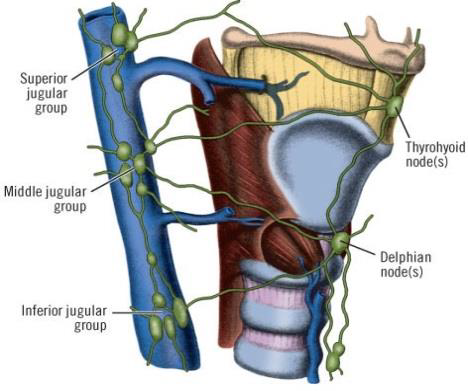 Superior
jugular
group
Thyrohyoid
node(s)
Middle jugular
group
Delphian
node(s)
Inferior jugular
group